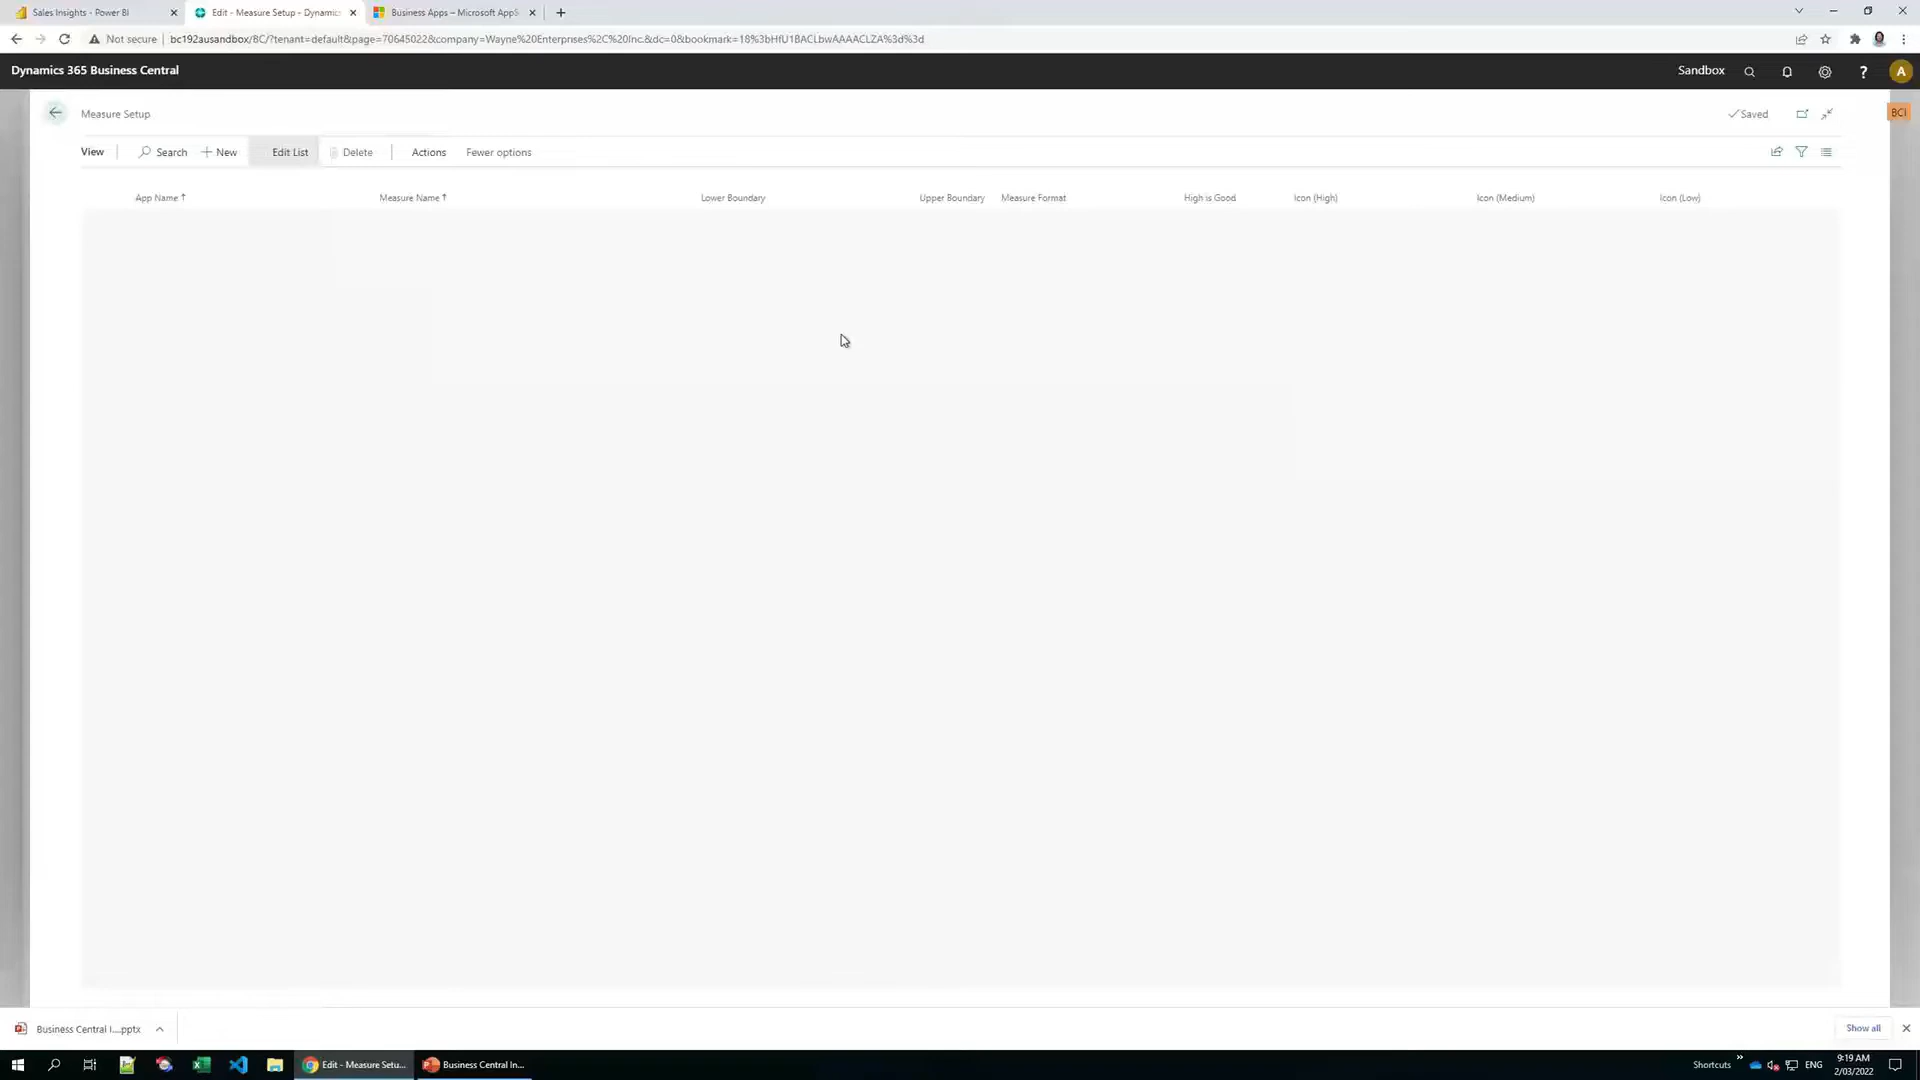 Sales Insights - Power BI
Edit - Measure Setup - Dynamics
Business Apps – Microsoft AppS
Not secure
bc192ausandbox/BC/?tenant=default&page=70645022&company=Wayne%20Enterprises%2C%20Inc.&dc=0&bookmark=18%3bHfU1BACLbwAAAACLZA%3d%3d
Dynamics 365 Business Central
Sandbox
?
A
Measure Setup
Saved
BCI
View
Search
New
Edit List
Delete
Actions
Fewer options
App Name ↑
Measure Name ↑
Lower Boundary
Upper Boundary
Measure Format
High is Good
Icon (High)
Icon (Medium)
Icon (Low)
Business Central I....pptx
Show all
Edit - Measure Setu...
Business Central In...
Shortcuts
ENG
9:19 AM
2/03/2022